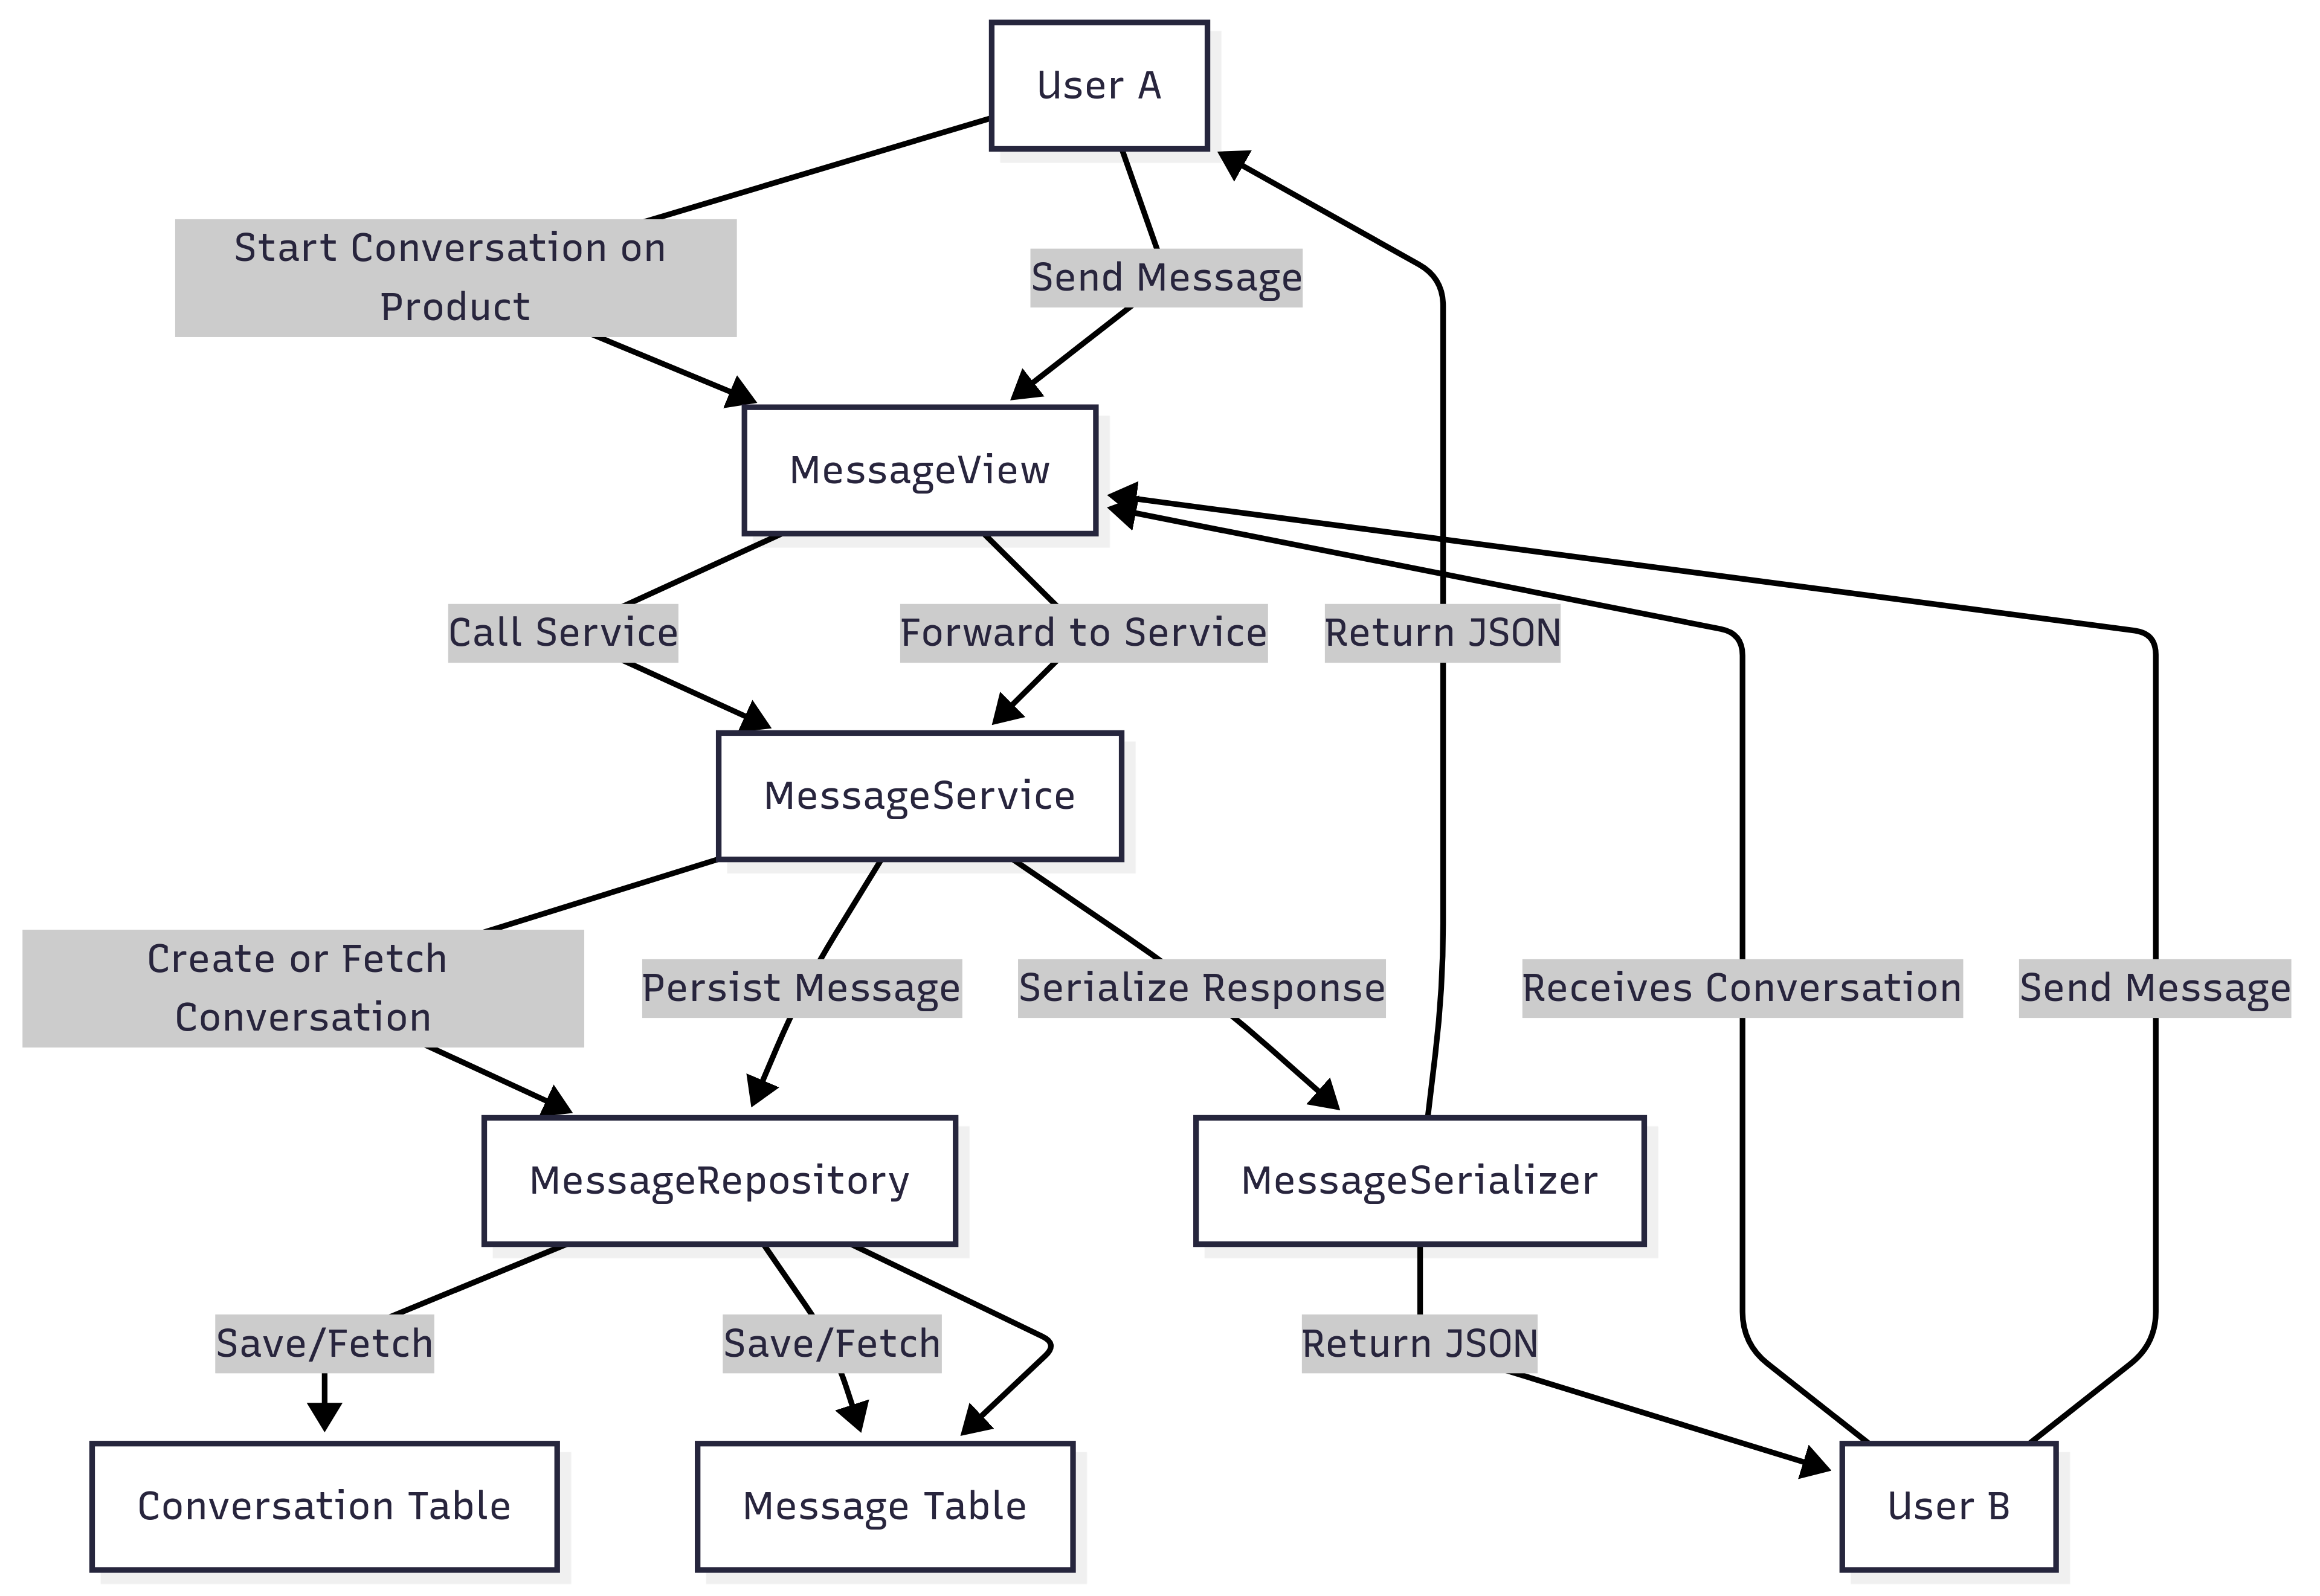 User A
Start Conversation on
Product
Send Message
MessageView
Call Service
Forward to Service
Return JSON
MessageService
Create or Fetch
Conversation
Persist Message
Serialize Response
Receives Conversation
Send Message
MessageRepository
MessageSerializer
Save/Fetch
Save/Fetch
Return JSON
Conversation Table
Message Table
User B